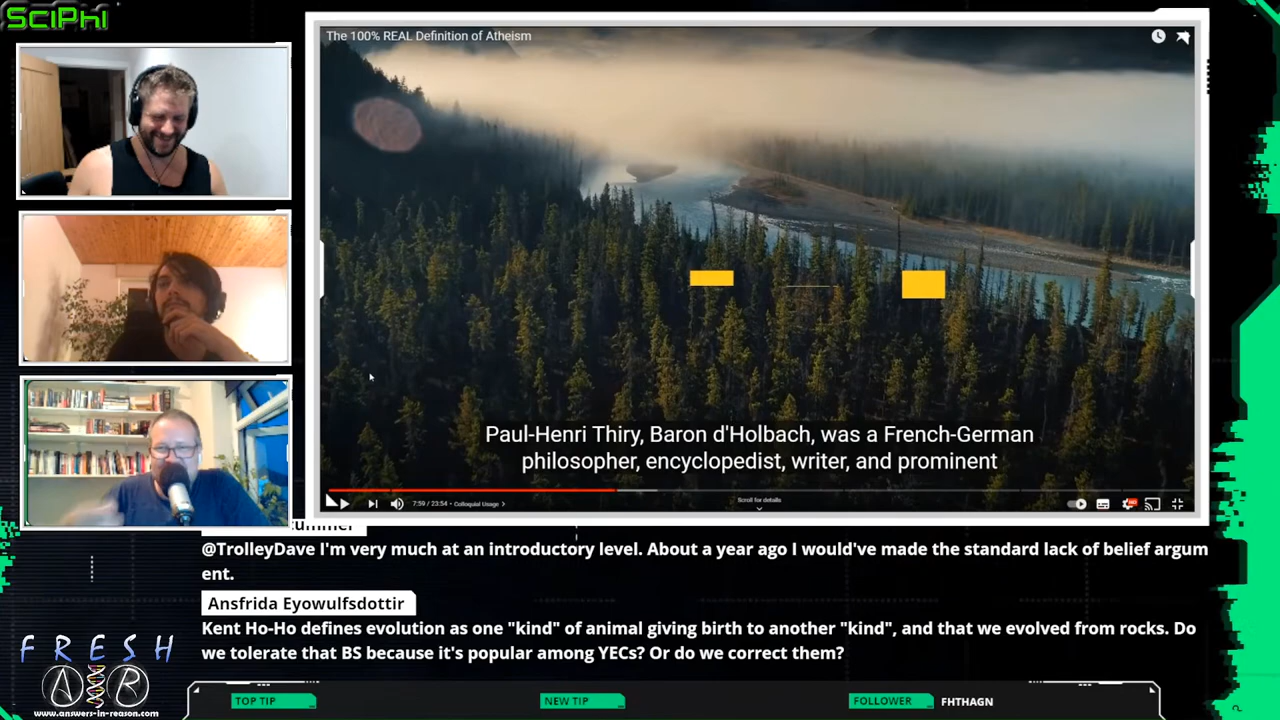 SciPhi
The 100% REAL Definition of Atheism
Paul-Henri Thiry, Baron d'Holbach, was a French-German
philosopher, encyclopedist, writer, and prominent
7:59 / 23:54 • Colloquial Usage
Scroll for details
@TrolleyDave I'm very much at an introductory level. About a year ago I would've made the standard lack of belief argum
ent.
Ansfrida Eyowulfsdottir
Kent Ho-Ho defines evolution as one "kind" of animal giving birth to another "kind", and that we evolved from rocks. Do
we tolerate that BS because it's popular among YECs? Or do we correct them?
FRESH
AiR
www.answers-in-reason.com
TOP TIP
NEW TIP
FOLLOWER FHTHAGN